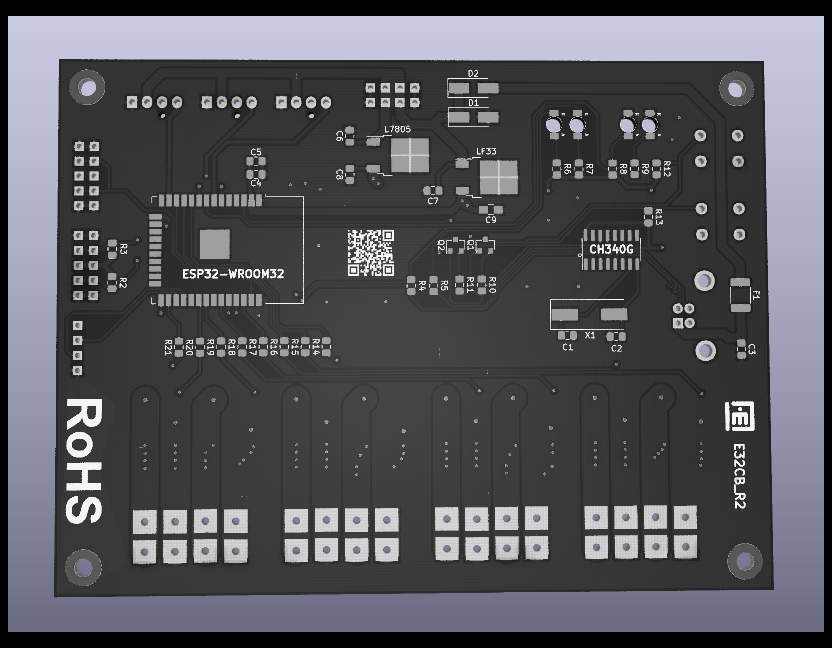 D2
D1
L7805
C6
C8
C5
C4
LF33
C7
C9
R6
R7
R8
R9
R12
R13
R3
R2
ESP32-WROOM32
Q2
Q1
CH340G
R4
R5
R11
R10
F1
X1
C1
C2
C3
R21
R20
R19
R18
R17
R16
R15
R14
RoHS
E32CB_R2